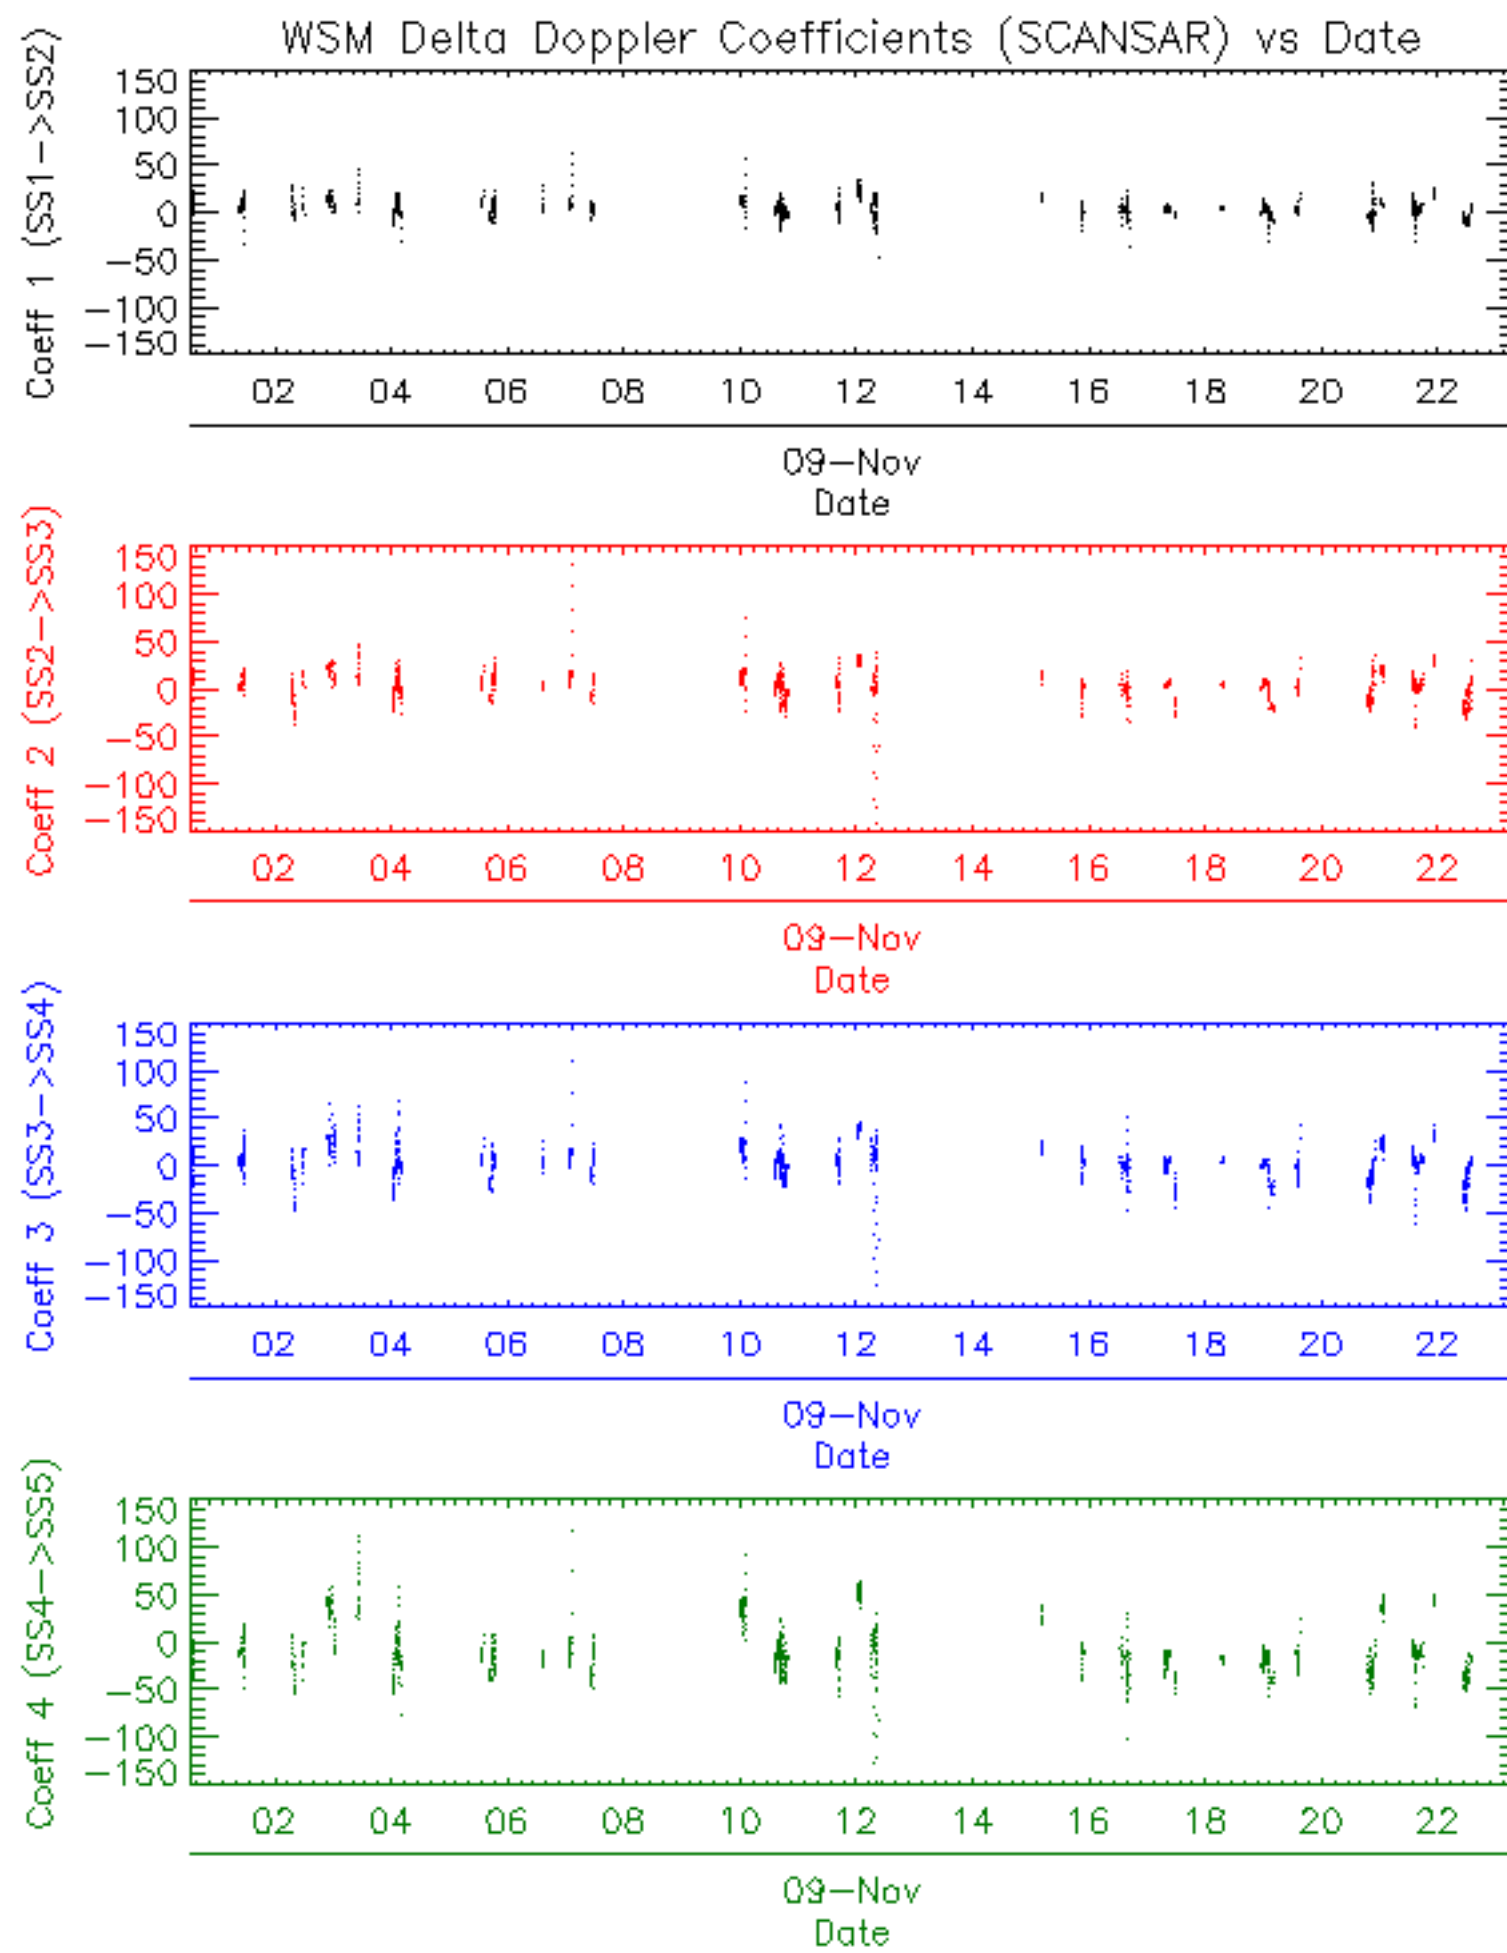 WSM Delta Doppler Coefficients (SCANSAR) vs Date
Coeff 1 (SS1->SS2)
150
100
50
0
-50
-100
-150
02 04 06 08 10 12 14 16 18 20 22
09-Nov
Date
Coeff 2 (SS2->SS3)
150
100
50
0
-50
-100
-150
02 04 06 08 10 12 14 16 18 20 22
09-Nov
Date
Coeff 3 (SS3->SS4)
150
100
50
0
-50
-100
-150
02 04 06 08 10 12 14 16 18 20 22
09-Nov
Date
Coeff 4 (SS4->SS5)
150
100
50
0
-50
-100
-150
02 04 06 08 10 12 14 16 18 20 22
09-Nov
Date